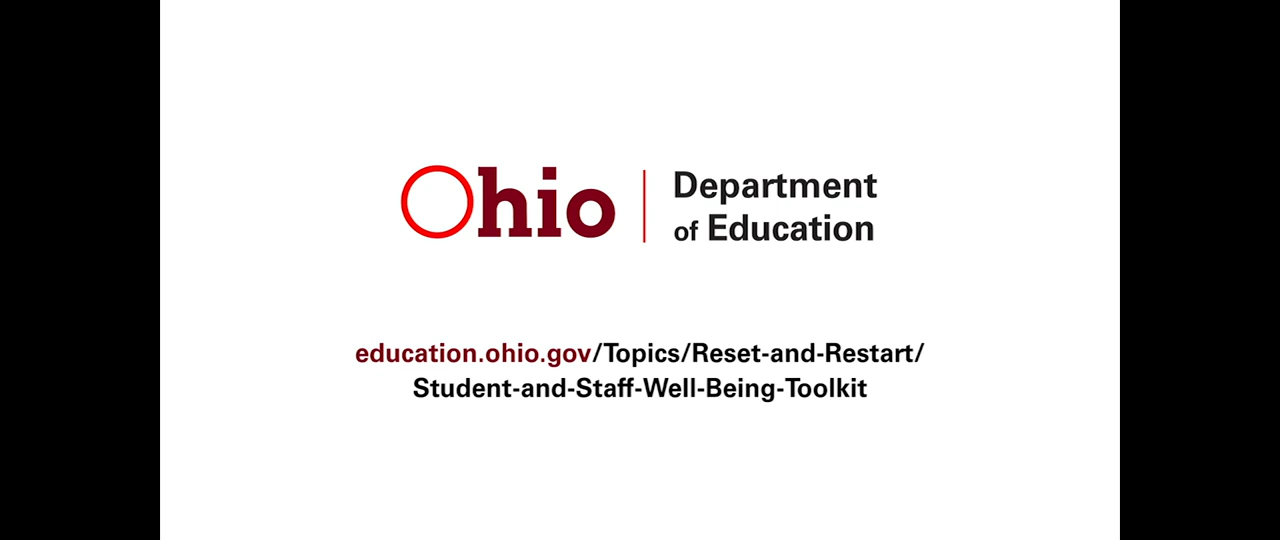 Ohio Department
of Education
education.ohio.gov/Topics/Reset-and-Restart/
Student-and-Staff-Well-Being-Toolkit